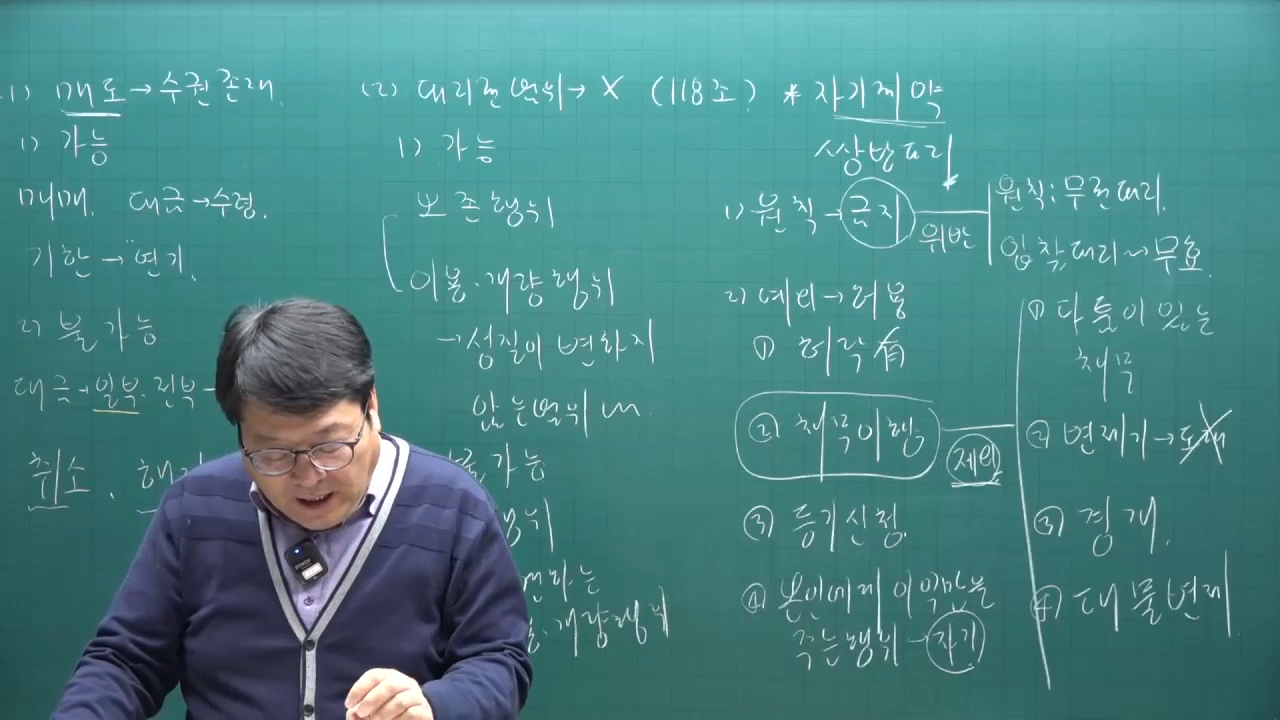 1) 매도→수권존재.
1) 가능
매매. 대금→수령.
기한→연기.
2) 불가능
대금→일부.전부→
취소. 해
(2) 대리권 범위→X (118조)
1) 가능
보존행위
이용.개량행위
→성질이 변하지
않는 범위 내.
불가능
행위
변하는
용.개량행위
* 자기계약
쌍방대리
1) 원칙→금지 위반
원칙:무권대리.
입찰대리~무효.
2) 예외→허용
① 허락有
② 채무이행 제외
③ 등기신청.
④ 본인에게 이익만을
주는행위→자기
① 다툼이 있는
채무
② 변제기→도래
③ 경개.
④ 대물변제